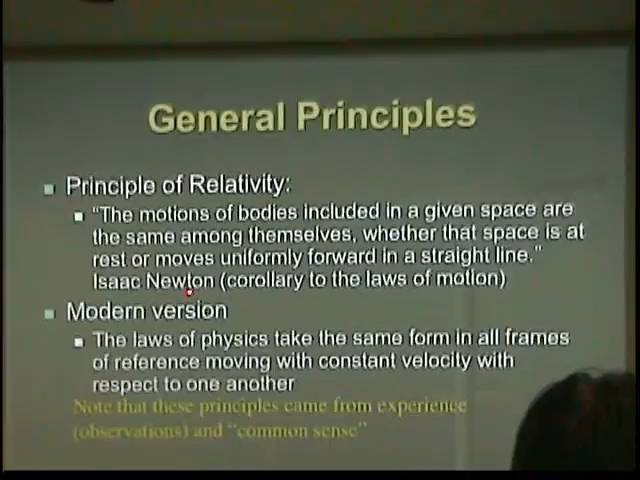 General Principles
Principle of Relativity:
"The motions of bodies included in a given space are
the same among themselves, whether that space is at
rest or moves uniformly forward in a straight line."
Isaac Newton (corollary to the laws of motion)
Modern version
The laws of physics take the same form in all frames
of reference moving with constant velocity with
respect to one another
Note that these principles came from experience
(observations) and "common sense"